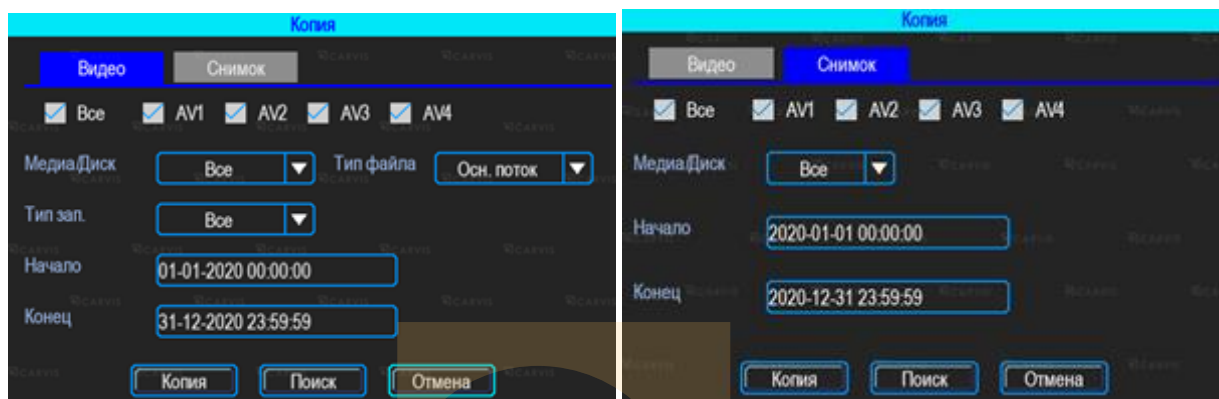 Копия
Видео Снимок
Все AV1 AV2 AV3 AV4
Медиа/Диск Все Тип файла Осн. поток
Тип зап. Все
Начало 01-01-2020 00:00:00
Конец 31-12-2020 23:59:59
Копия Поиск Отмена
Копия
Видео Снимок
Все AV1 AV2 AV3 AV4
Медиа/Диск Все
Начало 2020-01-01 00:00:00
Конец 2020-12-31 23:59:59
Копия Поиск Отмена
CARVIS